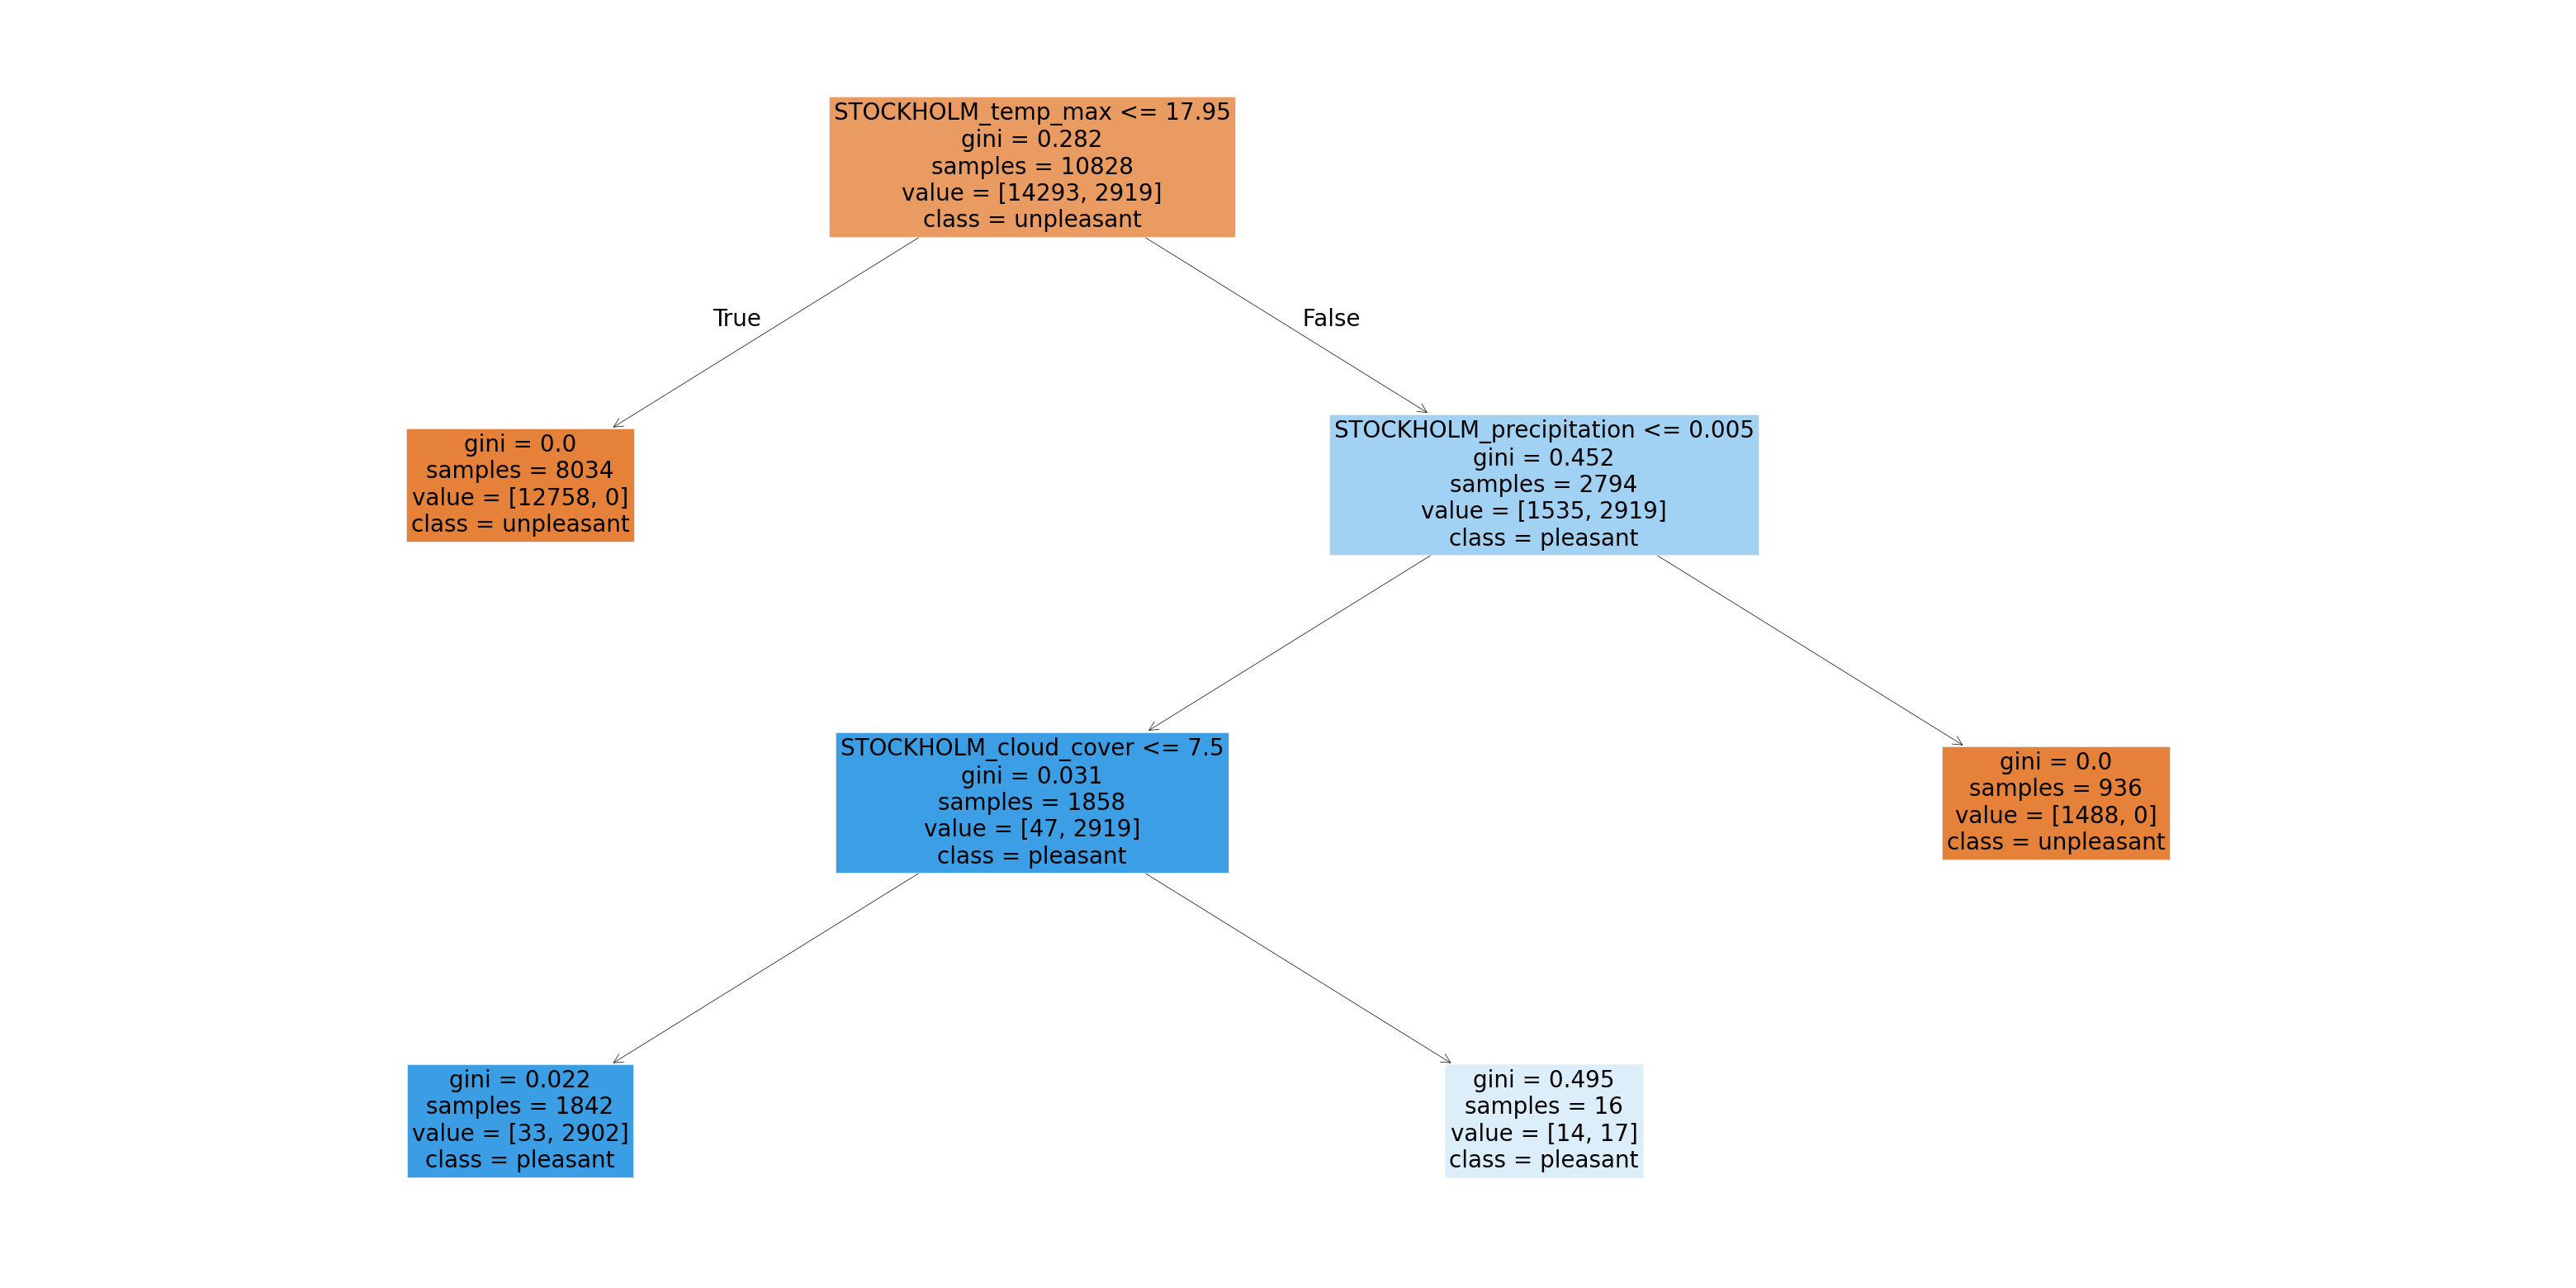 STOCKHOLM_temp_max <= 17.95
gini = 0.282
samples = 10828
value = [14293, 2919]
class = unpleasant
True
False
gini = 0.0
samples = 8034
value = [12758, 0]
class = unpleasant
STOCKHOLM_precipitation <= 0.005
gini = 0.452
samples = 2794
value = [1535, 2919]
class = pleasant
STOCKHOLM_cloud_cover <= 7.5
gini = 0.031
samples = 1858
value = [47, 2919]
class = pleasant
gini = 0.0
samples = 936
value = [1488, 0]
class = unpleasant
gini = 0.022
samples = 1842
value = [33, 2902]
class = pleasant
gini = 0.495
samples = 16
value = [14, 17]
class = pleasant